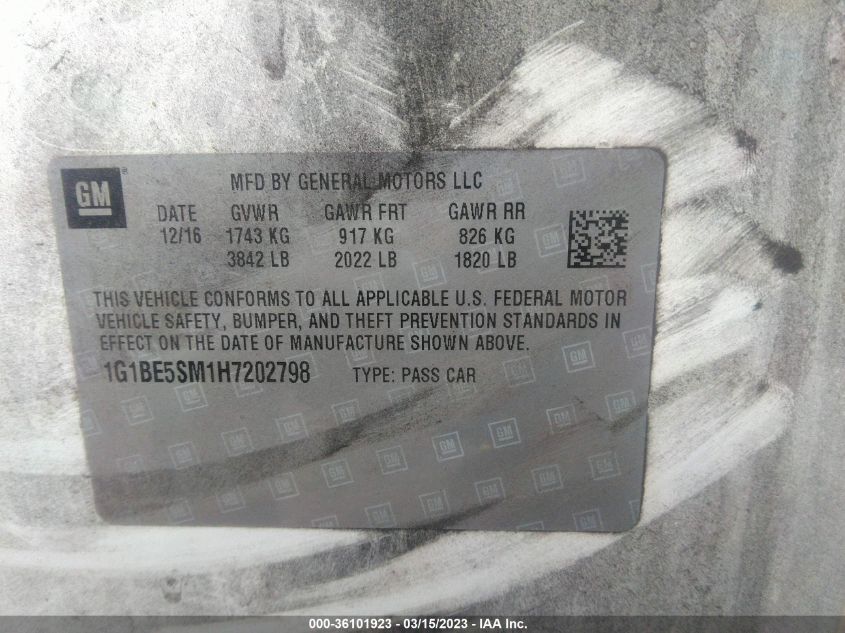 GM
MFD BY GENERAL MOTORS LLC
DATE GVWR GAWR FRT GAWR RR
12/16 1743 KG 917 KG 826 KG
3842 LB 2022 LB 1820 LB
THIS VEHICLE CONFORMS TO ALL APPLICABLE U.S. FEDERAL MOTOR
VEHICLE SAFETY, BUMPER, AND THEFT PREVENTION STANDARDS IN
EFFECT ON THE DATE OF MANUFACTURE SHOWN ABOVE.
1G1BE5SM1H7202798 TYPE: PASS CAR
000-36101923 - 03/15/2023 - IAA Inc.